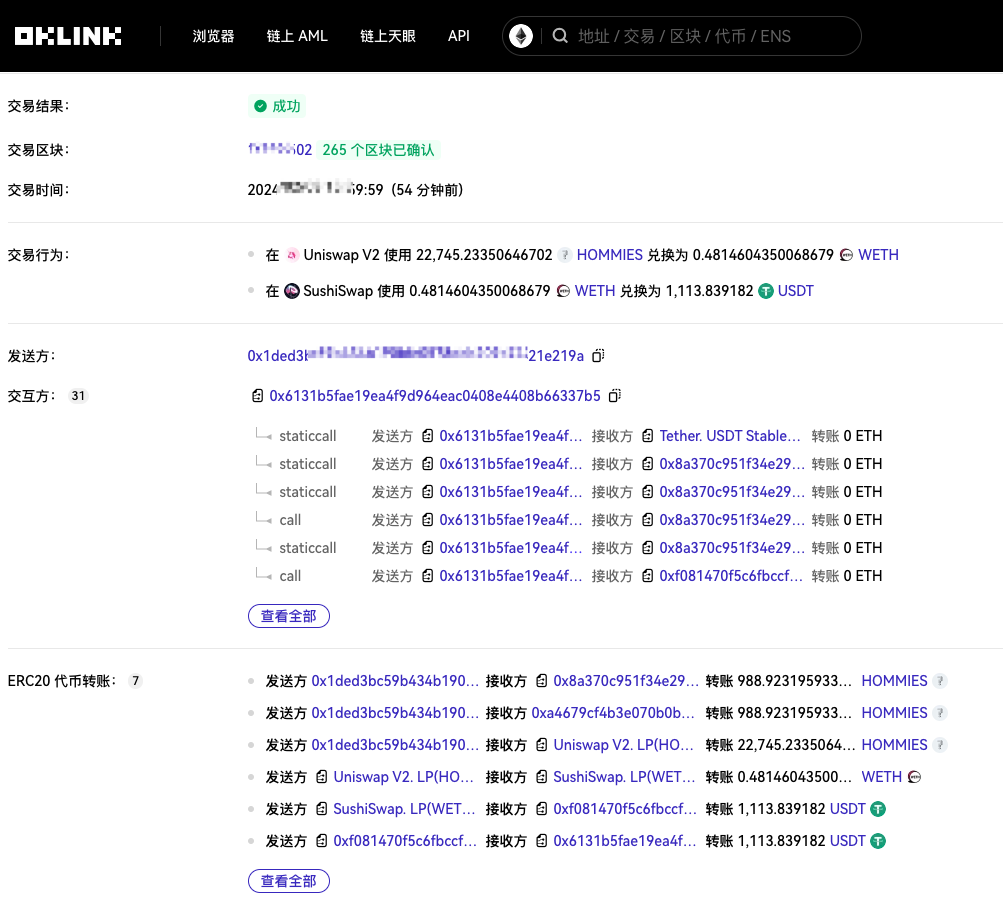 OKLINK 浏览器 链上 AML 链上天眼 API 地址 / 交易 / 区块 / 代币 / ENS
交易结果： 成功
交易区块： 602 265 个区块已确认
交易时间： 2024 59:59（54 分钟前）
交易行为： 在 Uniswap V2 使用 22,745.23350646702 ? HOMMIES 兑换为 0.4814604350068679 WETH
在 SushiSwap 使用 0.4814604350068679 WETH 兑换为 1,113.839182 USDT
发送方： 0x1ded3b 21e219a
交互方： 31 0x6131b5fae19ea4f9d964eac0408e4408b66337b5
staticcall 发送方 0x6131b5fae19ea4f... 接收方 Tether. USDT Stable... 转账 0 ETH
staticcall 发送方 0x6131b5fae19ea4f... 接收方 0x8a370c951f34e29... 转账 0 ETH
staticcall 发送方 0x6131b5fae19ea4f... 接收方 0x8a370c951f34e29... 转账 0 ETH
call 发送方 0x6131b5fae19ea4f... 接收方 0x8a370c951f34e29... 转账 0 ETH
staticcall 发送方 0x6131b5fae19ea4f... 接收方 0x8a370c951f34e29... 转账 0 ETH
call 发送方 0x6131b5fae19ea4f... 接收方 0xf081470f5c6fbccf... 转账 0 ETH
查看全部
ERC20 代币转账： 7 发送方 0x1ded3bc59b434b190... 接收方 0x8a370c951f34e29... 转账 988.923195933... HOMMIES ?
发送方 0x1ded3bc59b434b190... 接收方 0xa4679cf4b3e070b0b... 转账 988.923195933... HOMMIES ?
发送方 0x1ded3bc59b434b190... 接收方 Uniswap V2. LP(HO... 转账 22,745.2335064... HOMMIES ?
发送方 Uniswap V2. LP(HO... 接收方 SushiSwap. LP(WET... 转账 0.48146043500... WETH
发送方 SushiSwap. LP(WET... 接收方 0xf081470f5c6fbccf... 转账 1,113.839182 USDT
发送方 0xf081470f5c6fbccf... 接收方 0x6131b5fae19ea4f... 转账 1,113.839182 USDT
查看全部